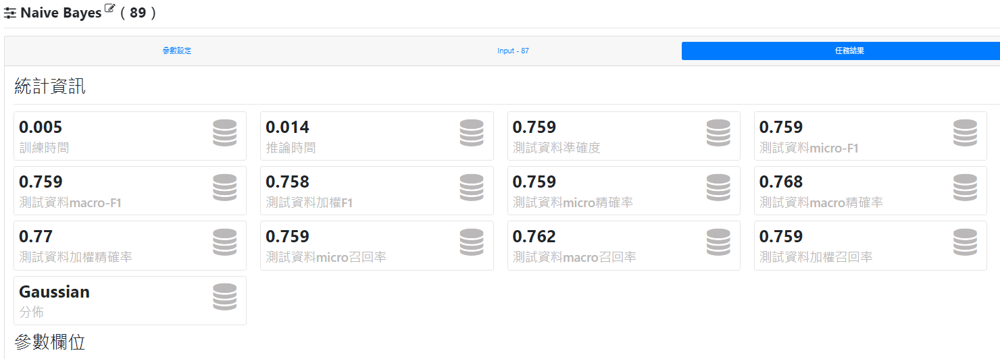 Naive Bayes ( 89 )
參數設定 Input - 87 任務結果
統計資訊
0.005 0.014 0.759 0.759
訓練時間 推論時間 測試資料準確度 測試資料micro-F1
0.759 0.758 0.759 0.768
測試資料macro-F1 測試資料加權F1 測試資料micro精確率 測試資料macro精確率
0.77 0.759 0.762 0.759
測試資料加權精確率 測試資料micro召回率 測試資料macro召回率 測試資料加權召回率
Gaussian
分佈
參數欄位